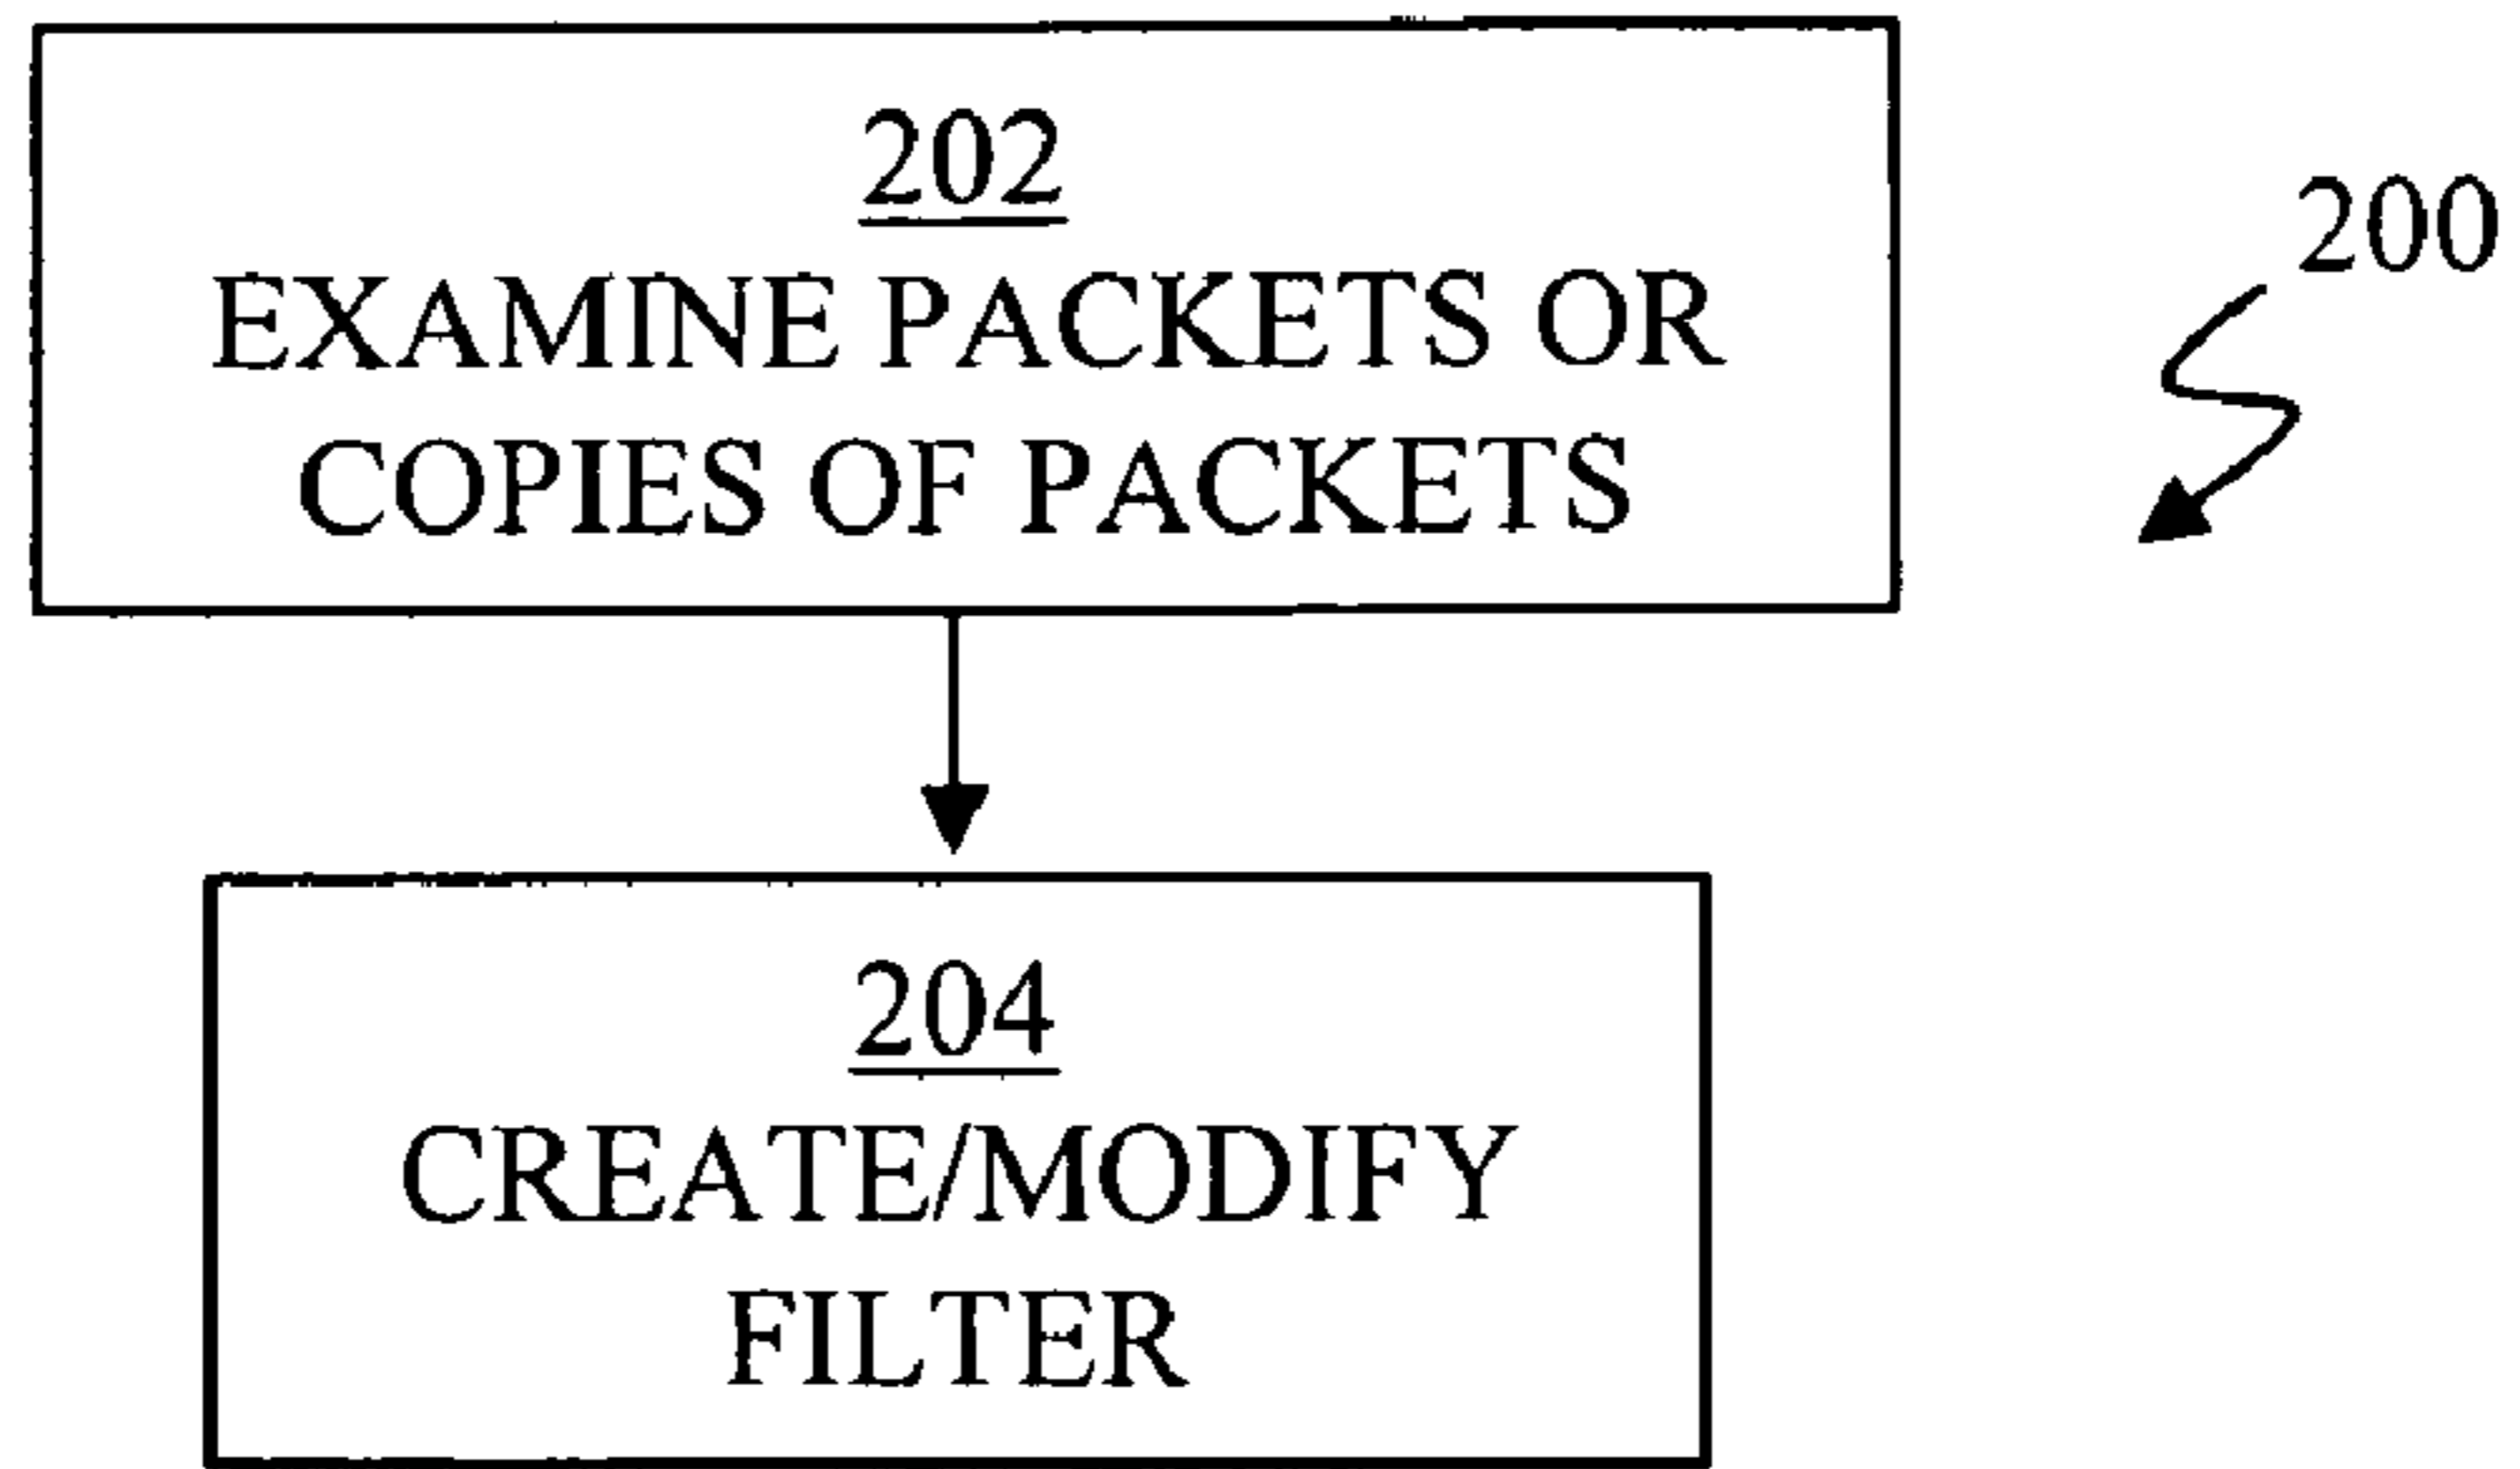 202
EXAMINE PACKETS OR
COPIES OF PACKETS
200
204
CREATE/MODIFY
FILTER